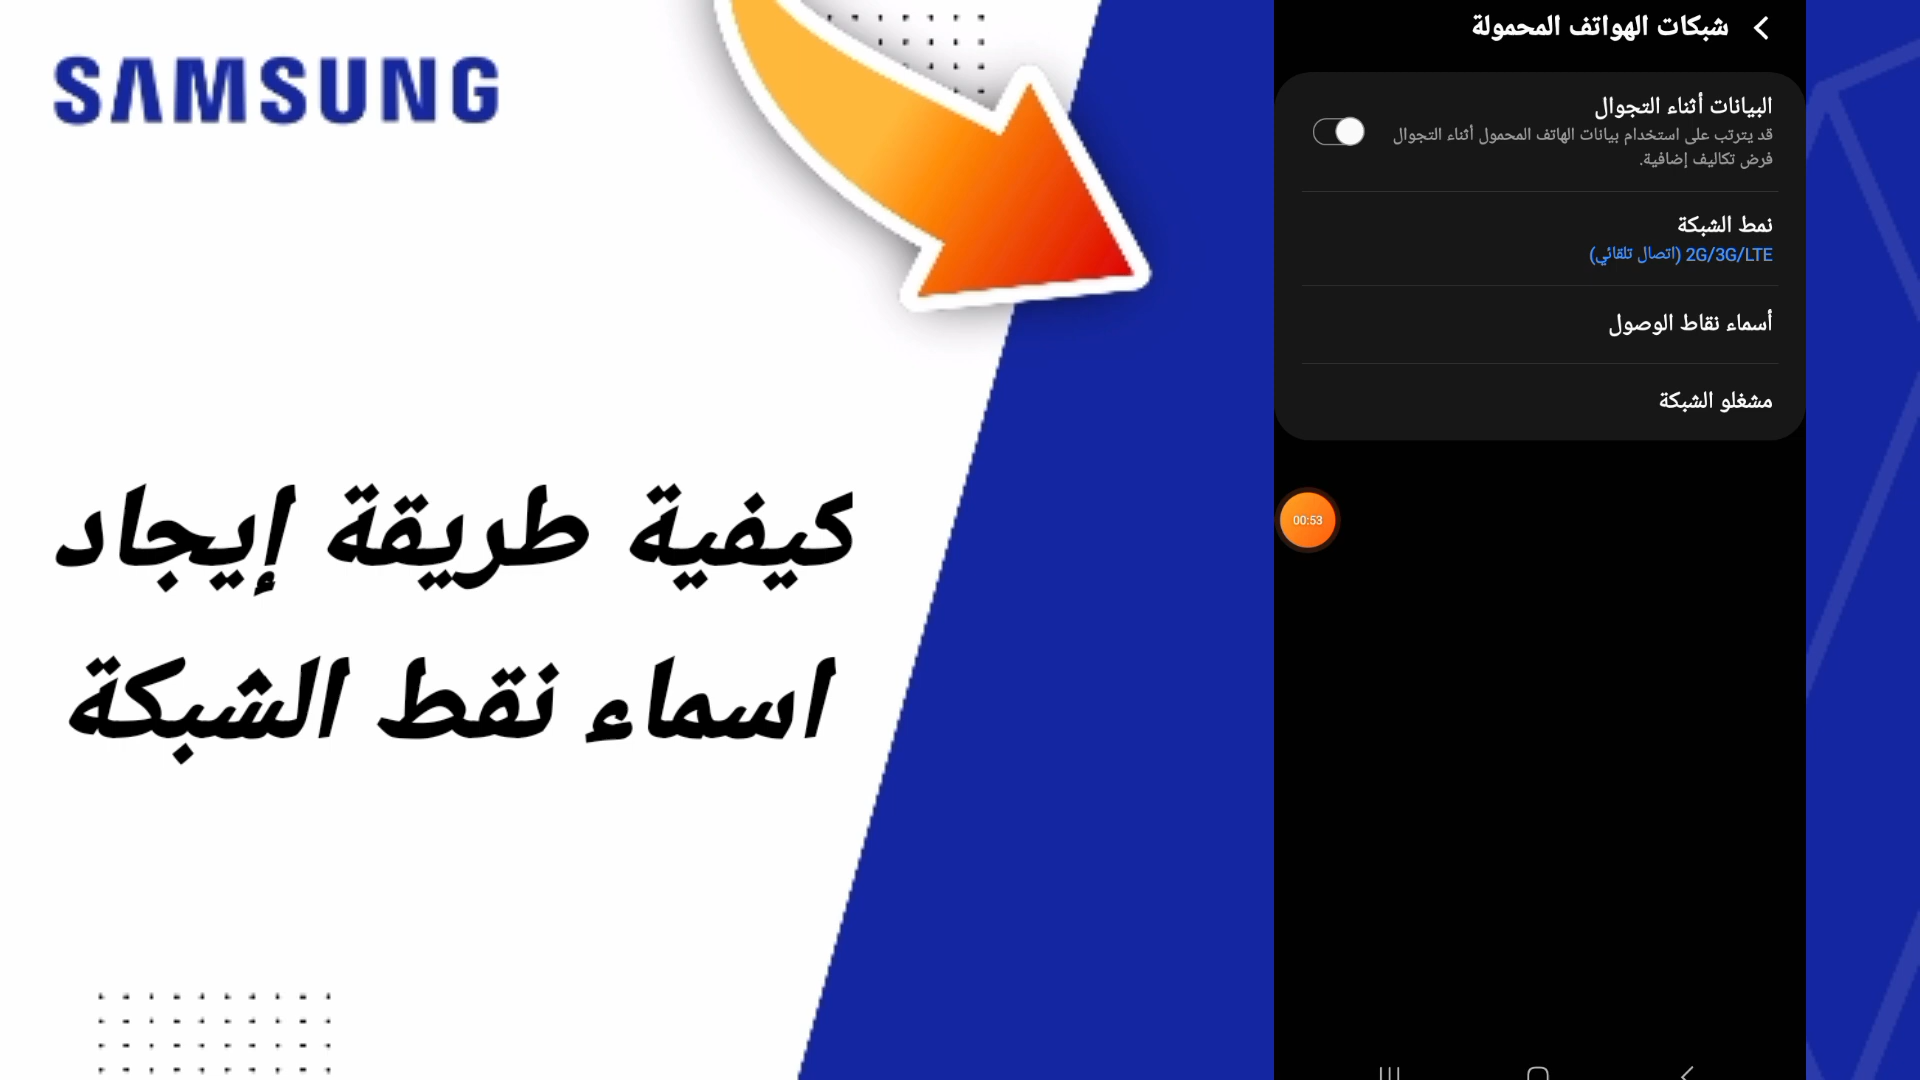 SAMSUNG
كيفية طريقة إيجاد
اسماء نقط الشبكة
شبكات الهواتف المحمولة
البيانات أثناء التجوال
قد يترتب على استخدام بيانات الهاتف المحمول أثناء التجوال
فرض تكاليف إضافية.
نمط الشبكة
2G/3G/LTE (اتصال تلقائي)
أسماء نقاط الوصول
مشغلو الشبكة
00:53